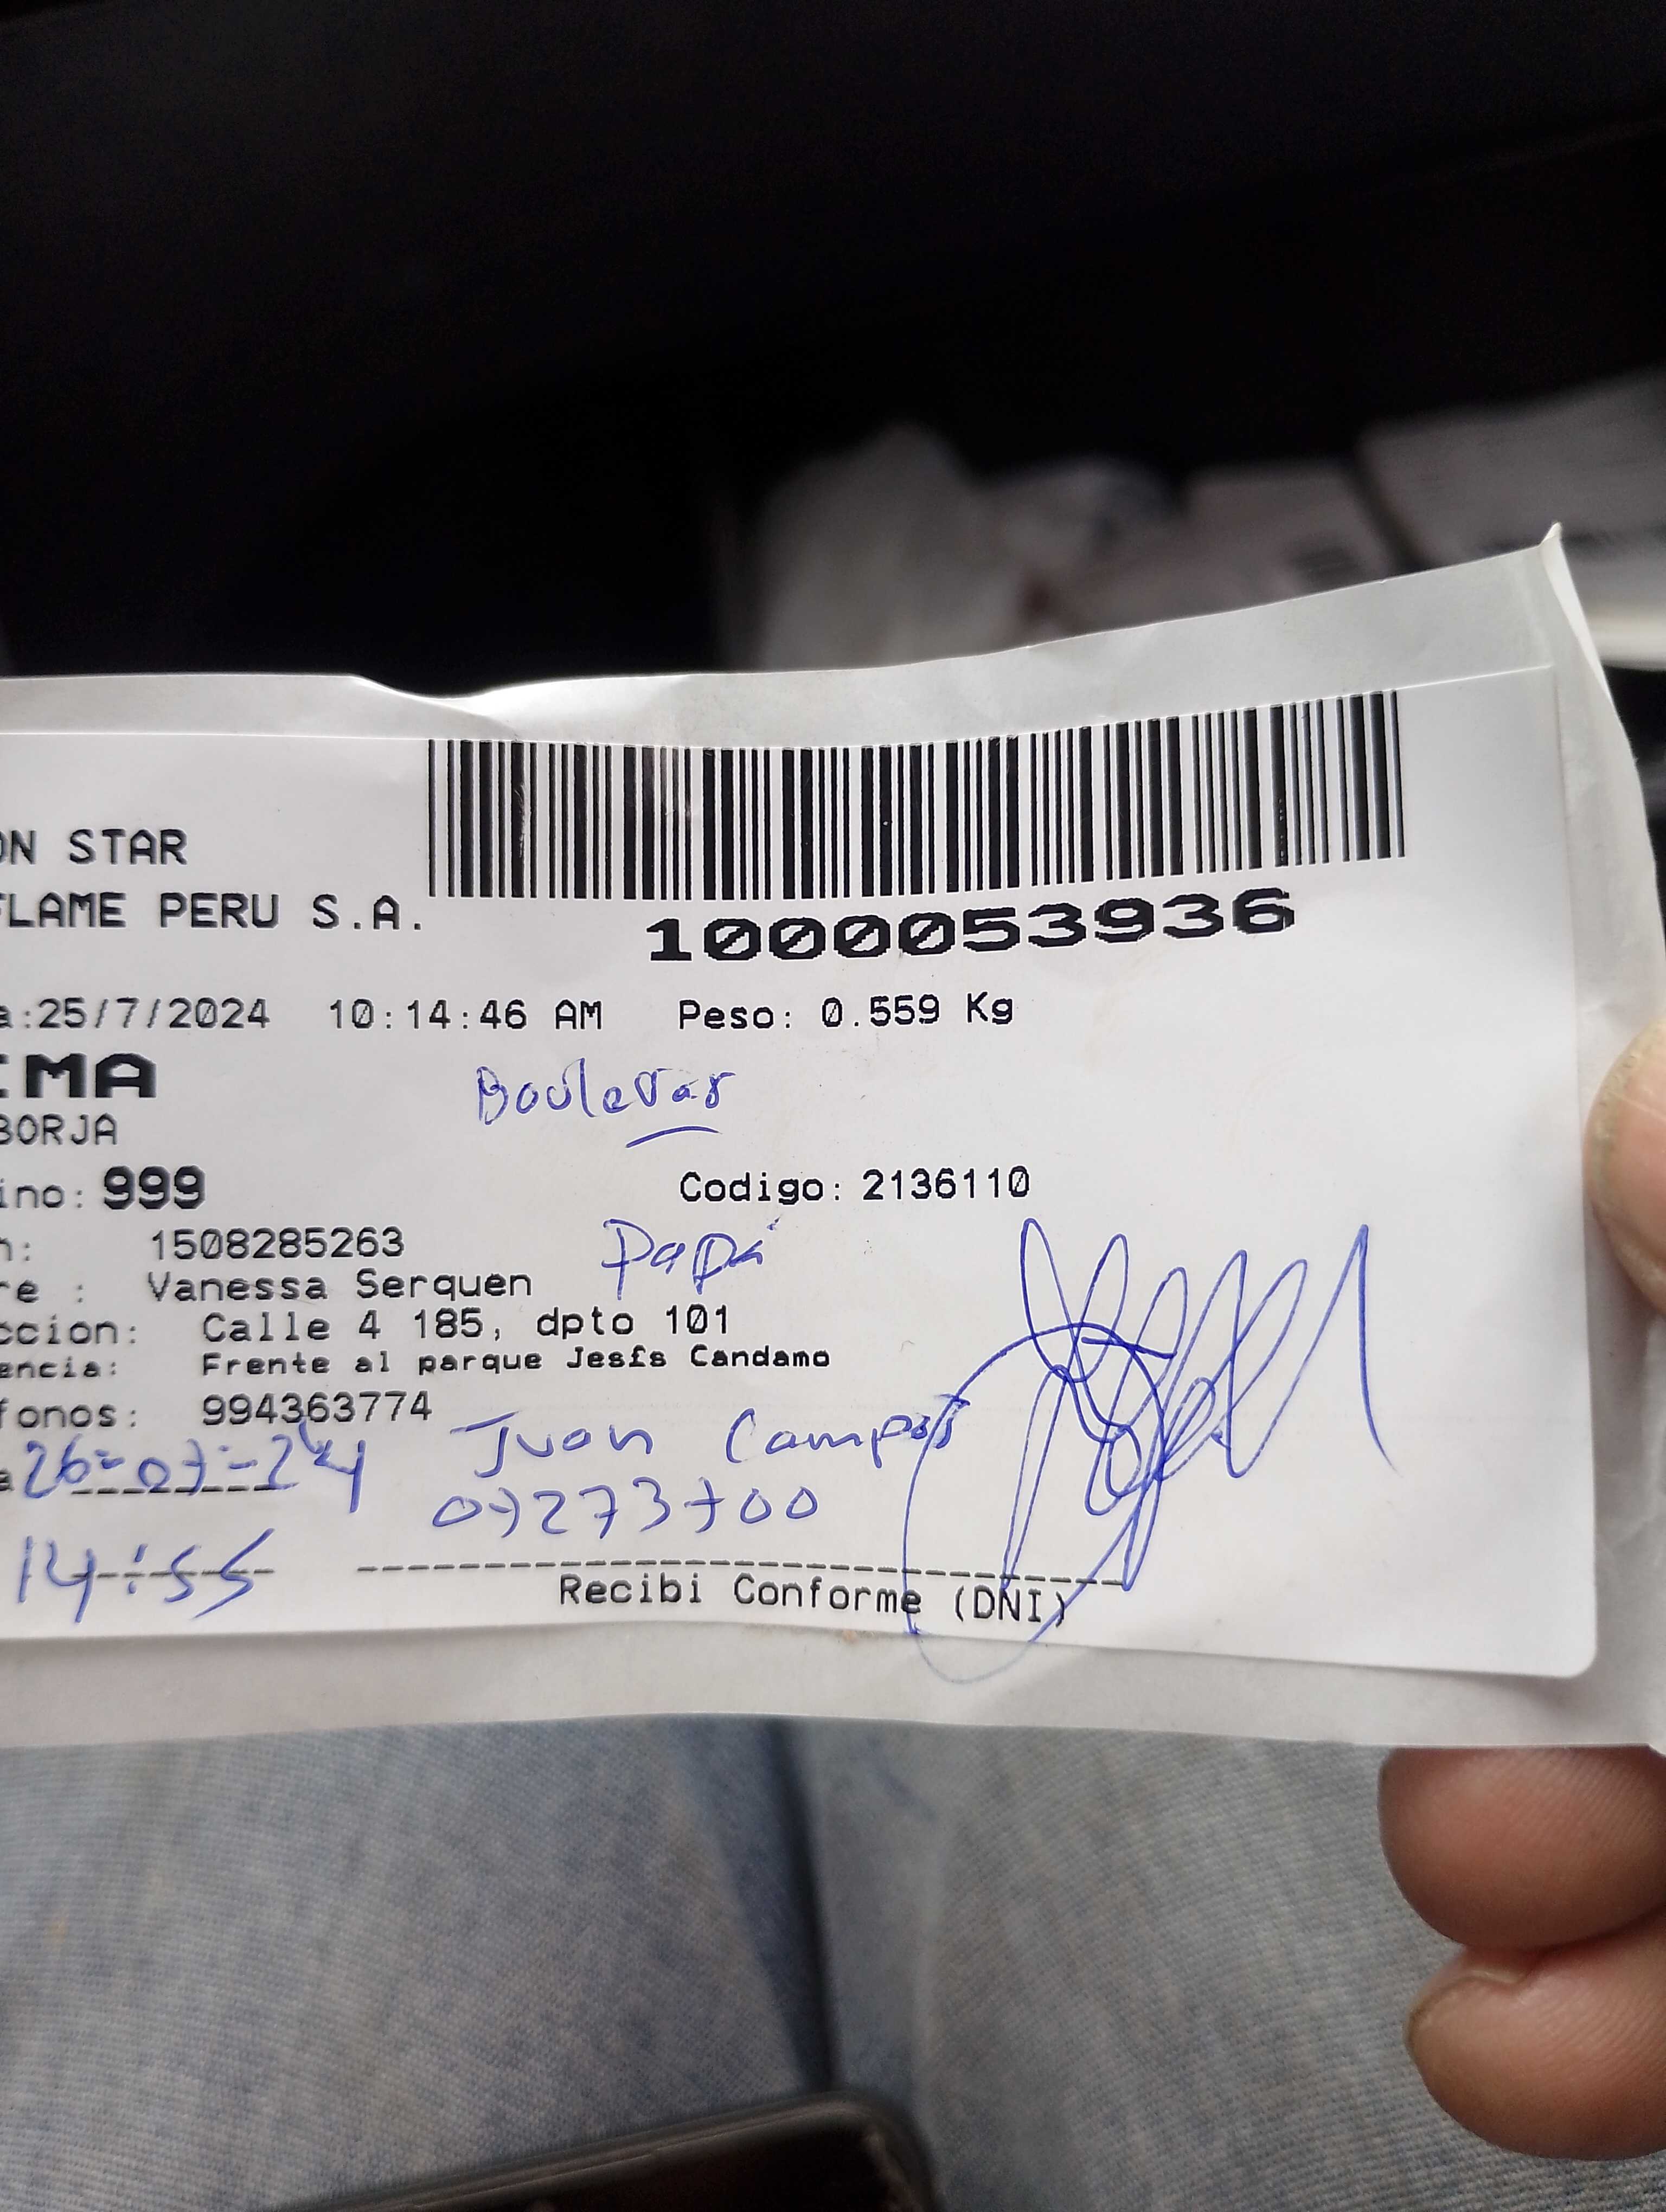 ON STAR
FLAME PERU S.A.
1000053936
a:25/7/2024 10:14:46 AM Peso: 0.559 Kg
IMA
Boulevar
BORJA
ino: 999 Codigo: 2136110
n: 1508285263
Papá
re : Vanessa Serquen
ccion: Calle 4 185, dpto 101
encia: Frente al parque Jes£s Candamo
fonos: 994363774
Juan Campos
a 26-07-24
07273700
14:55
Recibi Conforme (DNI)